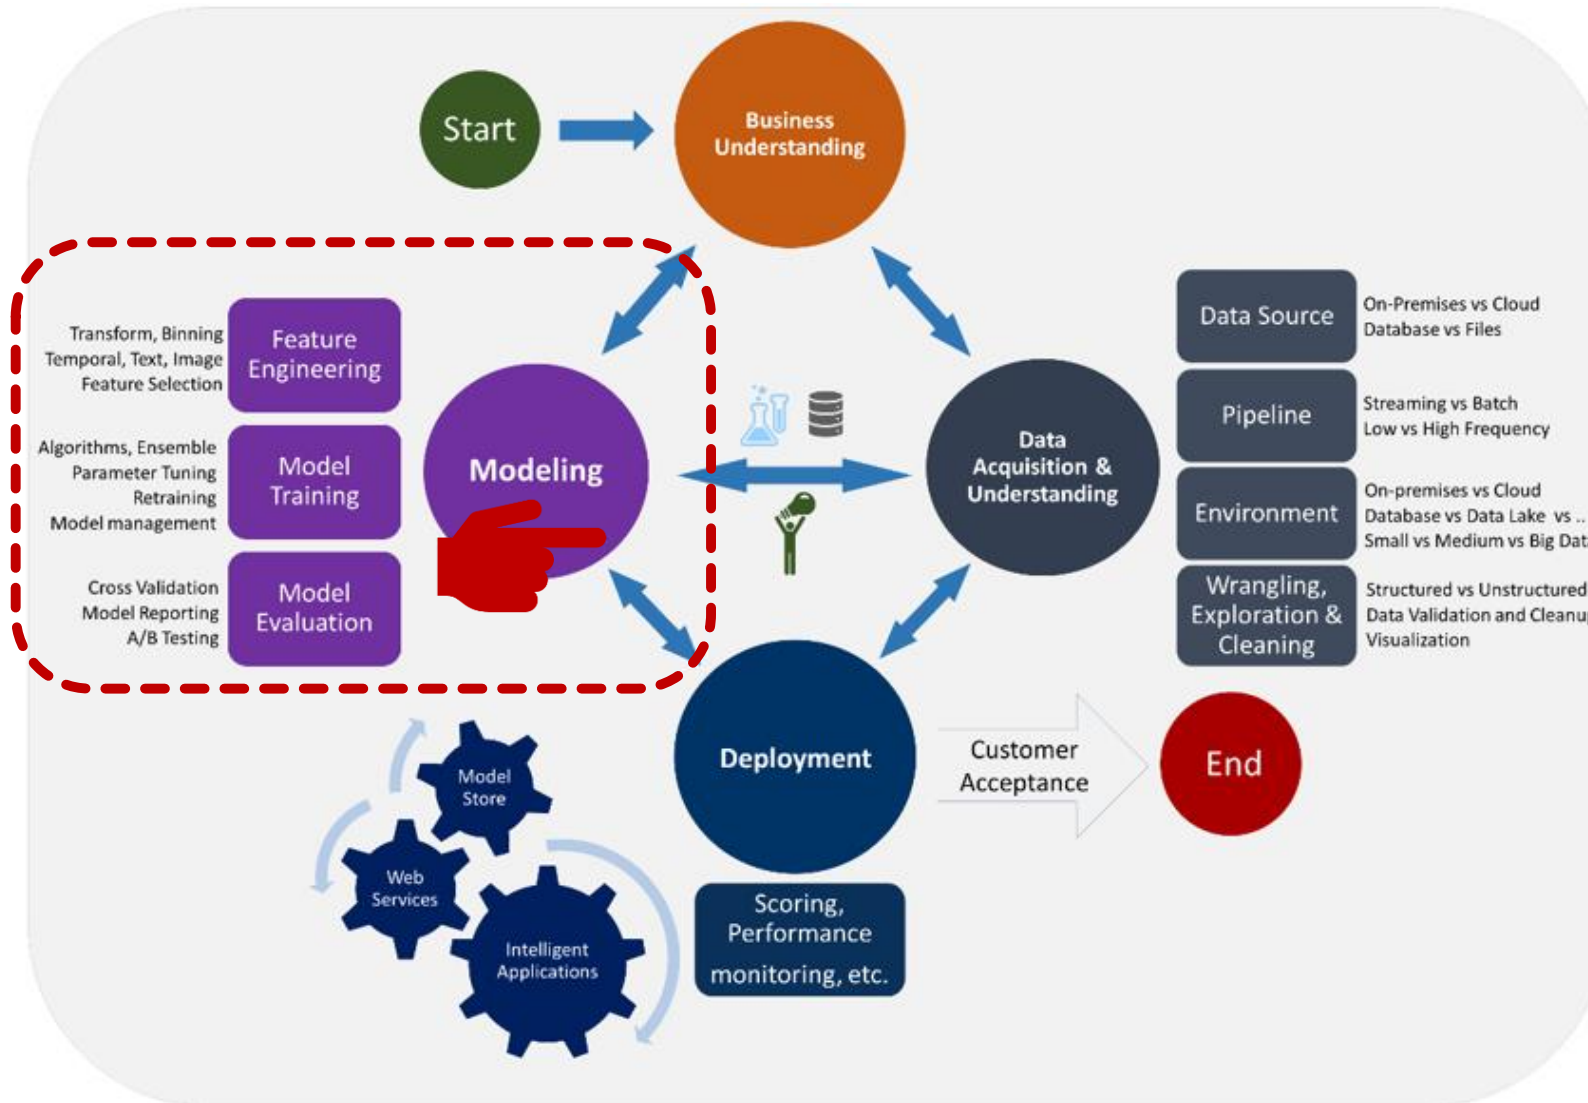 Start
Business
Understanding
Transform, Binning
Temporal, Text, Image
Feature Selection
Feature
Engineering
Algorithms, Ensemble
Parameter Tuning
Retraining
Model management
Model
Training
Cross Validation
Model Reporting
A/B Testing
Model
Evaluation
Modeling
Data
Acquisition &
Understanding
Data Source
On-Premises vs Cloud
Database vs Files
Pipeline
Streaming vs Batch
Low vs High Frequency
Environment
On-premises vs Cloud
Database vs Data Lake vs ..
Small vs Medium vs Big Dat
Wrangling,
Exploration &
Cleaning
Structured vs Unstructured
Data Validation and Cleanup
Visualization
Deployment
Customer
Acceptance
End
Model
Store
Web
Services
Intelligent
Applications
Scoring,
Performance
monitoring, etc.